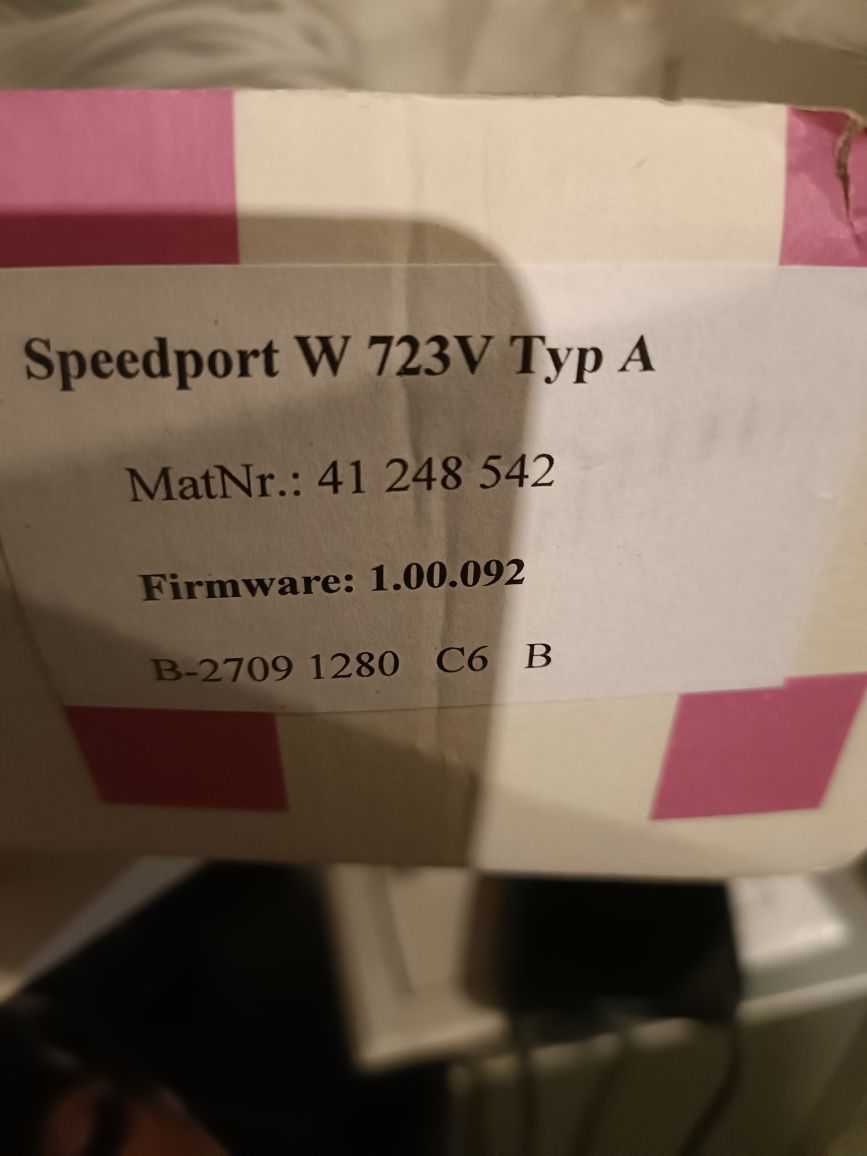 Speedport W 723V Typ A
MatNr.: 41 248 542
Firmware: 1.00.092
B-2709 1280 C6 B